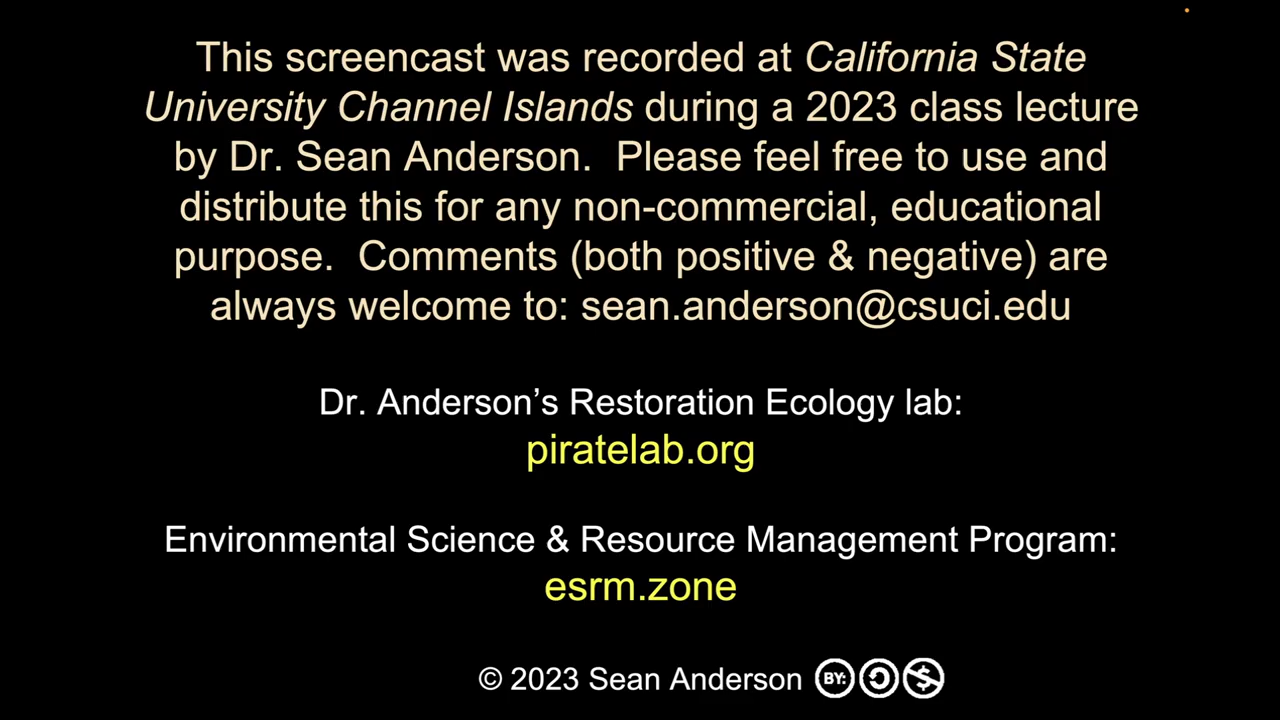 This screencast was recorded at California State
University Channel Islands during a 2023 class lecture
by Dr. Sean Anderson.  Please feel free to use and
distribute this for any non-commercial, educational
purpose.  Comments (both positive & negative) are
always welcome to: sean.anderson@csuci.edu
Dr. Anderson’s Restoration Ecology lab:
piratelab.org
Environmental Science & Resource Management Program:
esrm.zone
© 2023 Sean Anderson BY: $